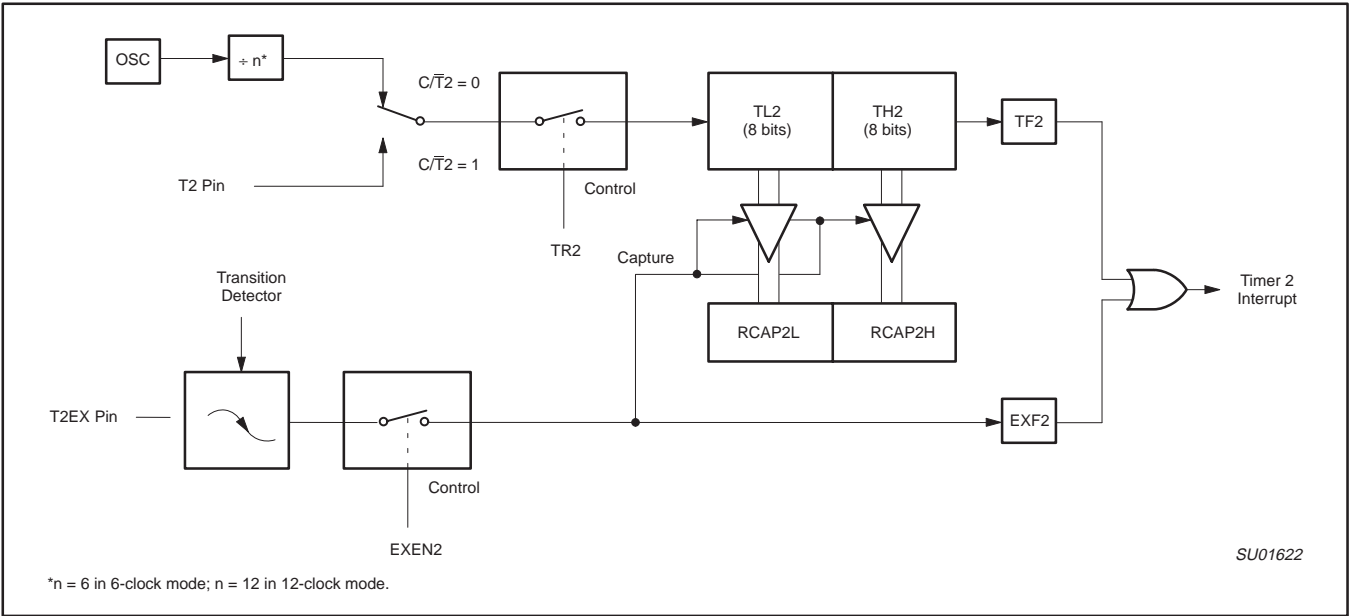 OSC
÷ n*
C/T̅2 = 0
C/T̅2 = 1
T2 Pin
Control
TR2
TL2
(8 bits)
TH2
(8 bits)
TF2
Capture
RCAP2L
RCAP2H
Timer 2
Interrupt
Transition
Detector
T2EX Pin
Control
EXEN2
EXF2
SU01622
*n = 6 in 6-clock mode; n = 12 in 12-clock mode.